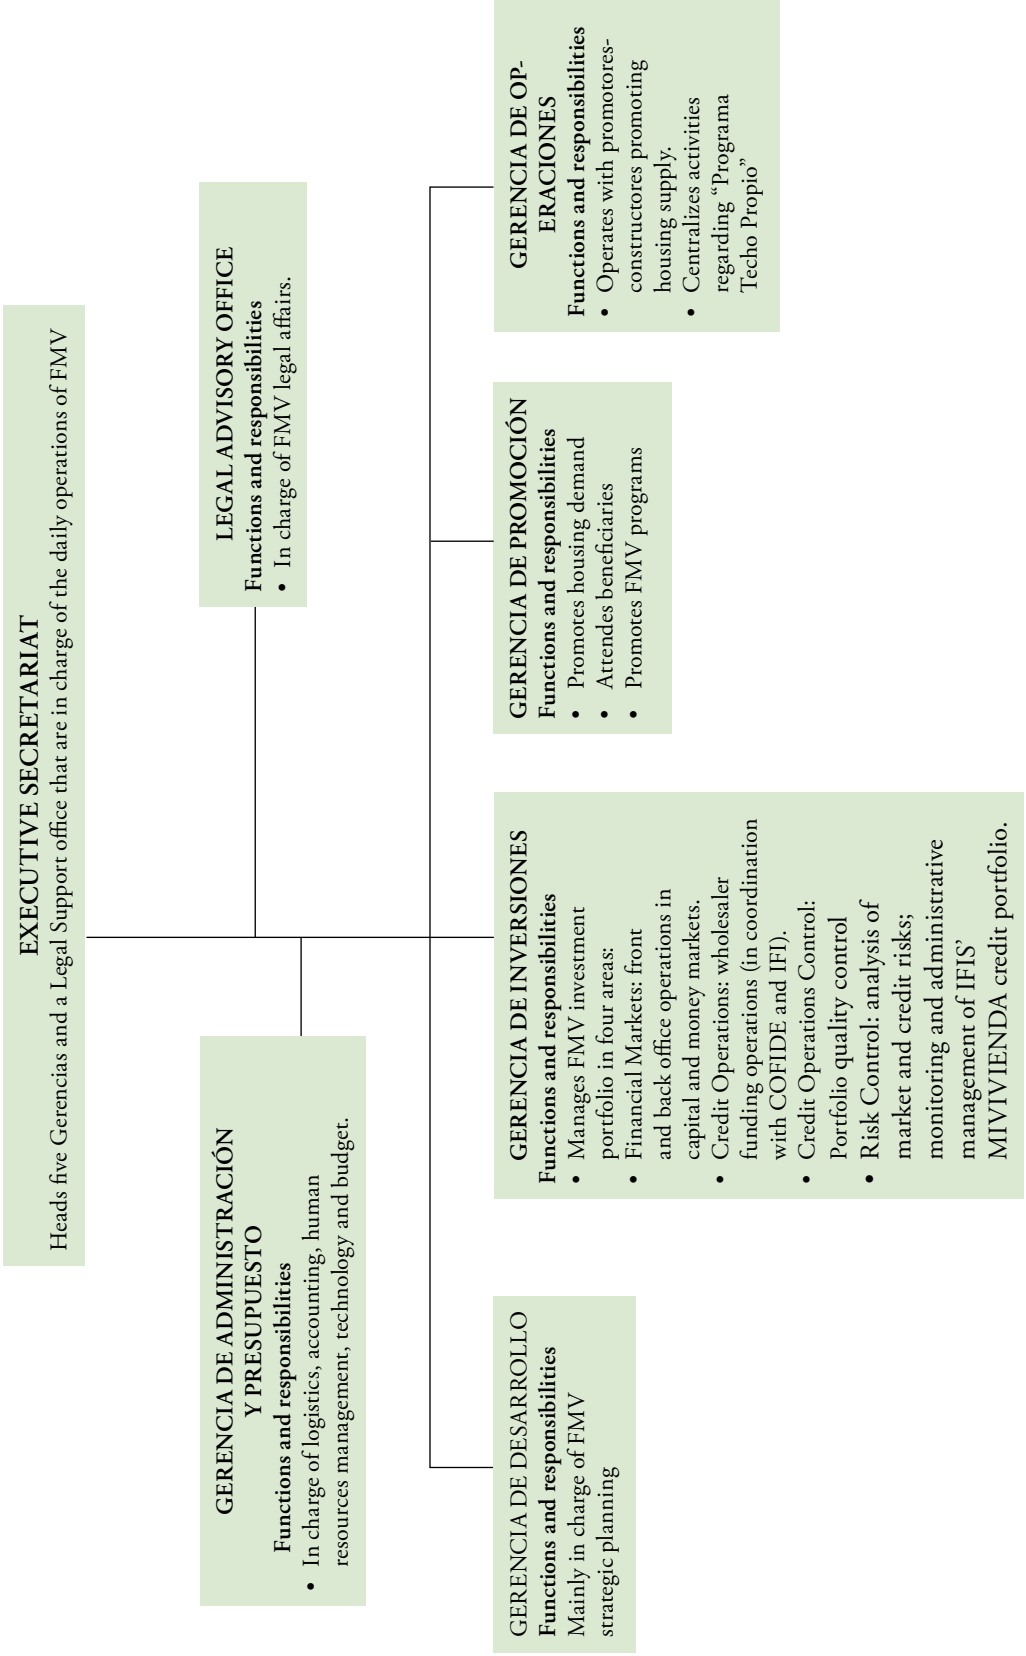 EXECUTIVE SECRETARIAT
Heads five Gerencias and a Legal Support office that are in charge of the daily operations of FMV
GERENCIA DE ADMINISTRACIÓN
Y PRESUPUESTO
Functions and responsibilities
• In charge of logistics, accounting, human
resources management, technology and budget.
LEGAL ADVISORY OFFICE
Functions and responsibilities
• In charge of FMV legal affairs.
GERENCIA DE DESARROLLO
Functions and responsibilities
Mainly in charge of FMV
strategic planning
GERENCIA DE INVERSIONES
Functions and responsibilities
• Manages FMV investment
portfolio in four areas:
• Financial Markets: front
and back office operations in
capital and money markets.
• Credit Operations: wholesaler
funding operations (in coordination
with COFIDE and IFI).
• Credit Operations Control:
Portfolio quality control
• Risk Control: analysis of
market and credit risks;
monitoring and administrative
management of IFIS’
MIVIVIENDA credit portfolio.
GERENCIA DE PROMOCIÓN
Functions and responsibilities
• Promotes housing demand
• Attendes beneficiaries
• Promotes FMV programs
GERENCIA DE OP-
ERACIONES
Functions and responsibilities
• Operates with promotores-
constructores promoting
housing supply.
• Centralizes activities
regarding “Programa
Techo Propio”